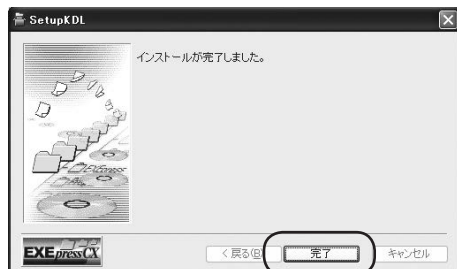 SetupKDL
インストールが完了しました。
EXEpressCX
< 戻る(B)
完了
キャンセル